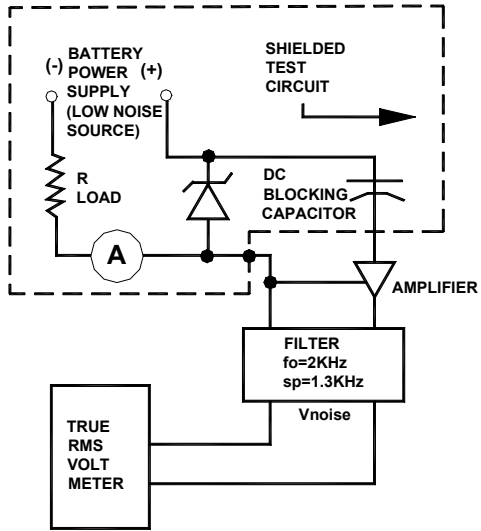 (-) BATTERY
POWER (+)
SUPPLY
(LOW NOISE
SOURCE)
SHIELDED
TEST
CIRCUIT
R
LOAD
DC
BLOCKING
CAPACITOR
A
AMPLIFIER
FILTER
fo=2KHz
sp=1.3KHz
Vnoise
TRUE
RMS
VOLT
METER